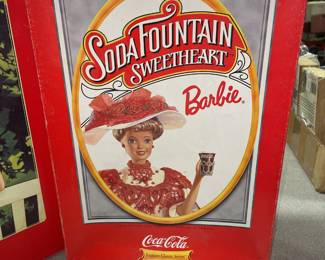 SODA FOUNTAIN
SWEETHEART
Barbie
Coca-Cola